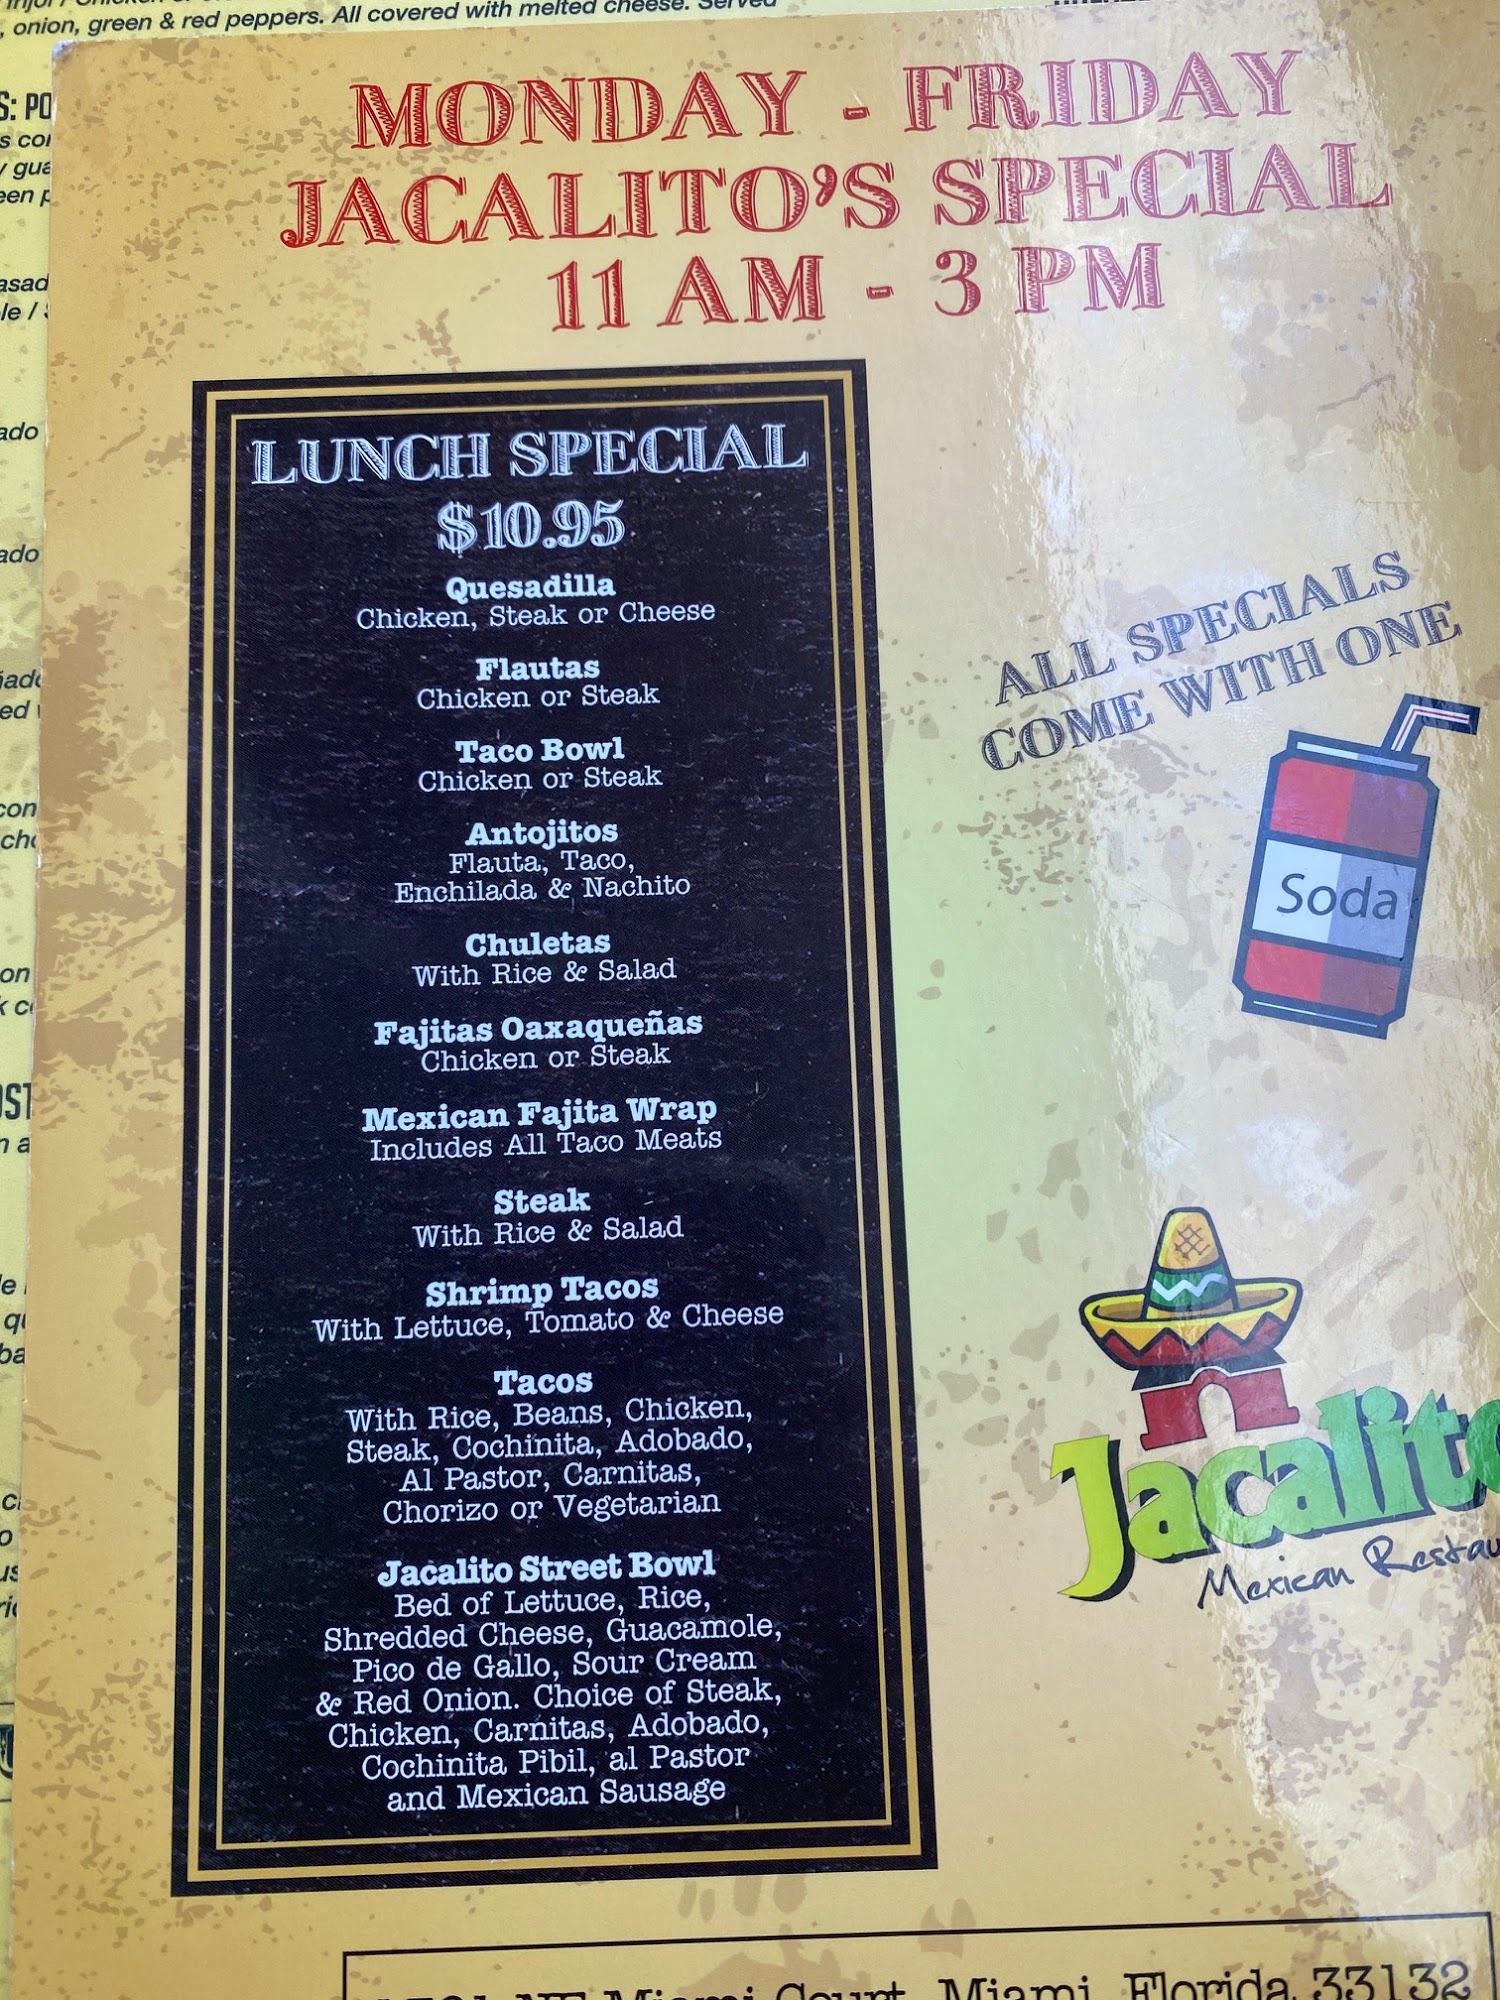 , onion, green & red peppers. All covered with melted cheese. Served
MONDAY - FRIDAY
JACALITO'S SPECIAL
11 AM - 3 PM
LUNCH SPECIAL
$10.95
Quesadilla
Chicken, Steak or Cheese
Flautas
Chicken or Steak
Taco Bowl
Chicken or Steak
Antojitos
Flauta, Taco,
Enchilada & Nachito
Chuletas
With Rice & Salad
Fajitas Oaxaqueñas
Chicken or Steak
Mexican Fajita Wrap
Includes All Taco Meats
Steak
With Rice & Salad
Shrimp Tacos
With Lettuce, Tomato & Cheese
Tacos
With Rice, Beans, Chicken,
Steak, Cochinita, Adobado,
Al Pastor, Carnitas,
Chorizo or Vegetarian
Jacalito Street Bowl
Bed of Lettuce, Rice,
Shredded Cheese, Guacamole,
Pico de Gallo, Sour Cream
& Red Onion. Choice of Steak,
Chicken, Carnitas, Adobado,
Cochinita Pibil, al Pastor
and Mexican Sausage
ALL SPECIALS
COME WITH ONE
Soda
Jacalito
Mexican Restau
NE Miami Court, Miami, Florida 33132